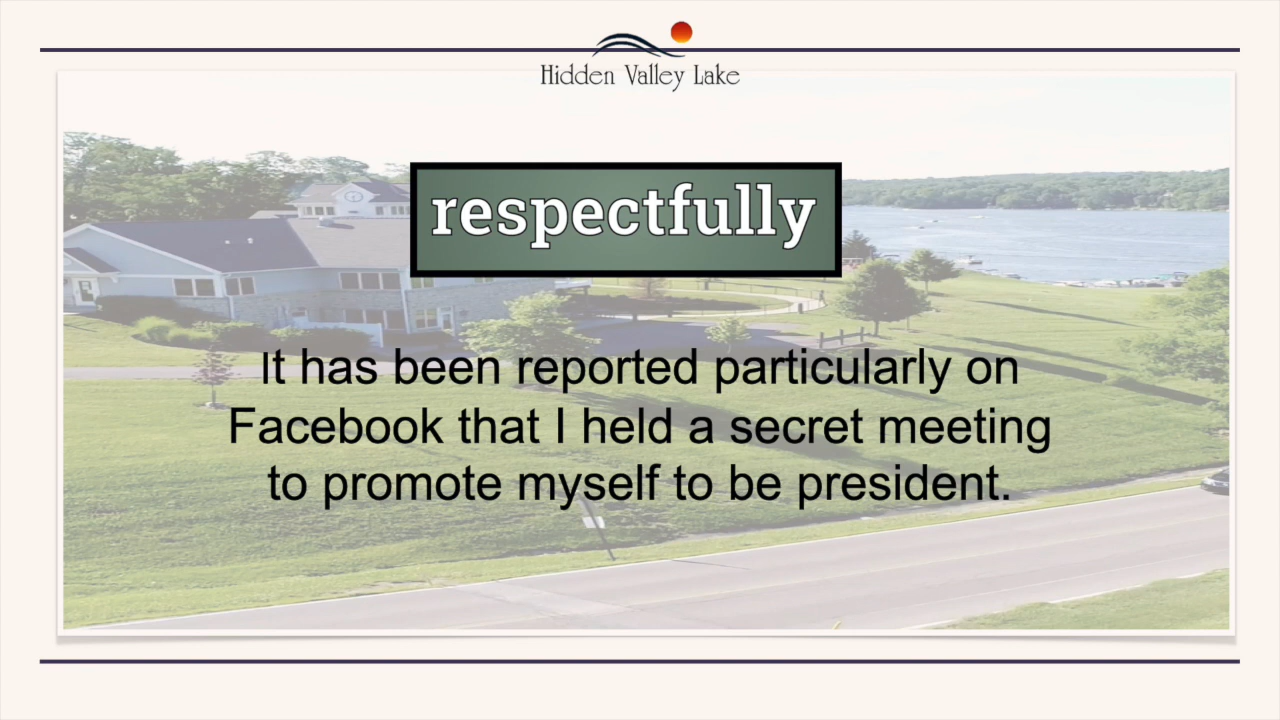 Hidden Valley Lake
respectfully
It has been reported particularly on
Facebook that I held a secret meeting
to promote myself to be president.